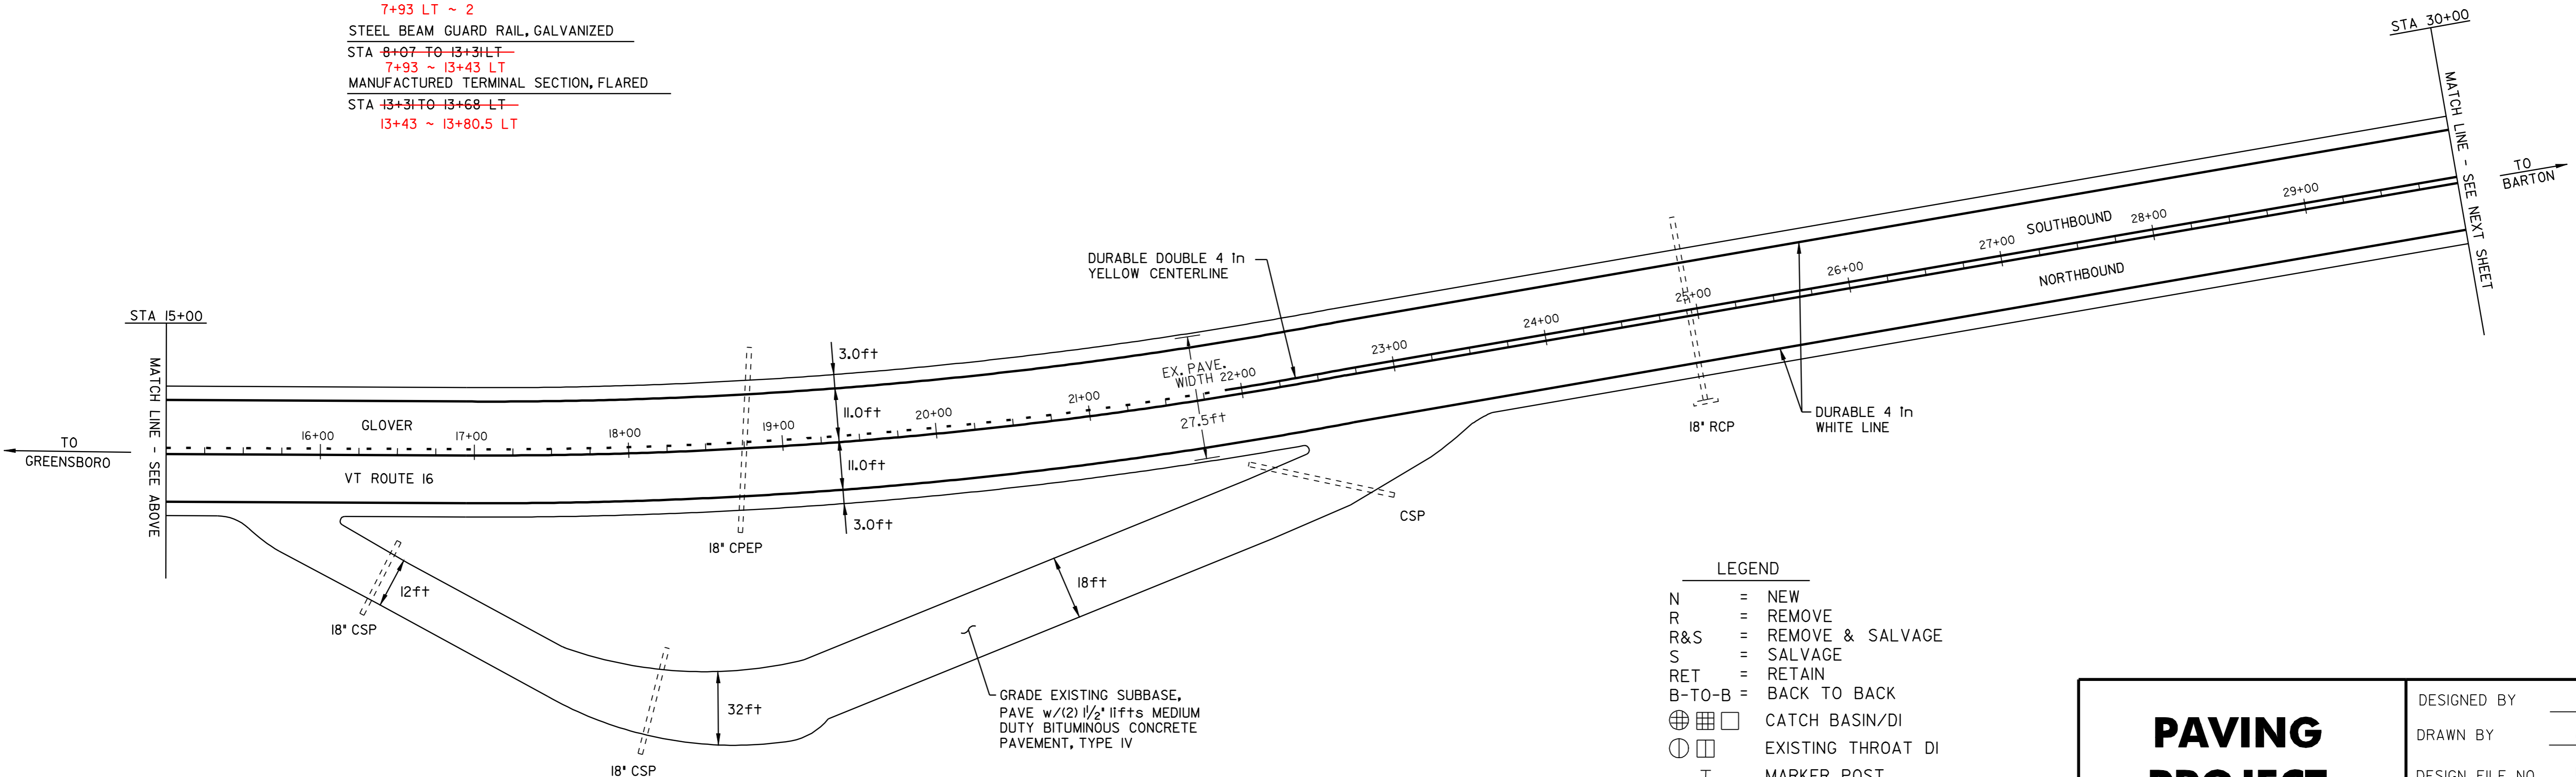 7+93 LT ~ 2
STEEL BEAM GUARD RAIL, GALVANIZED
STA 8+07 TO 13+31 LT
7+93 ~ 13+43 LT
MANUFACTURED TERMINAL SECTION, FLARED
STA 13+31 TO 13+68 LT
13+43 ~ 13+80.5 LT
STA 30+00
MATCH LINE - SEE NEXT SHEET
TO
BARTON
STA 15+00
MATCH LINE - SEE ABOVE
TO
GREENSBORO
GLOVER
VT ROUTE 16
16+00
17+00
18+00
19+00
20+00
21+00
22+00
23+00
24+00
25+00
26+00
27+00
28+00
29+00
SOUTHBOUND
NORTHBOUND
3.0ft
11.0ft
11.0ft
3.0ft
EX. PAVE.
WIDTH
27.5ft
DURABLE DOUBLE 4 in
YELLOW CENTERLINE
DURABLE 4 in
WHITE LINE
18" RCP
CSP
18" CPEP
12ft
18" CSP
18ft
32ft
18" CSP
GRADE EXISTING SUBBASE,
PAVE w/(2) 1 1/2" lifts MEDIUM
DUTY BITUMINOUS CONCRETE
PAVEMENT, TYPE IV
LEGEND
N = NEW
R = REMOVE
R&S = REMOVE & SALVAGE
S = SALVAGE
RET = RETAIN
B-TO-B = BACK TO BACK
CATCH BASIN/DI
EXISTING THROAT DI
MARKER POST
PAVING
PROJECT
DESIGNED BY
DRAWN BY
DESIGN FILE NO